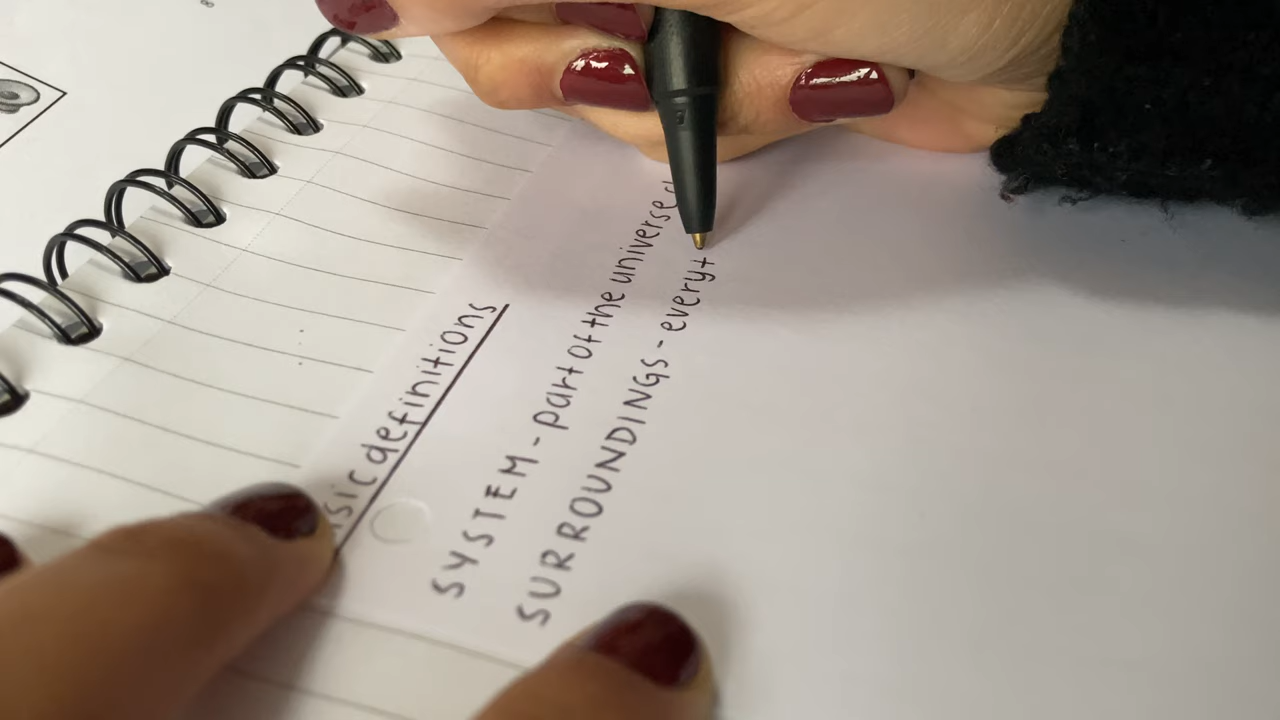 sic definitions
SYSTEM - part of the universe
SURROUNDINGS - everyt